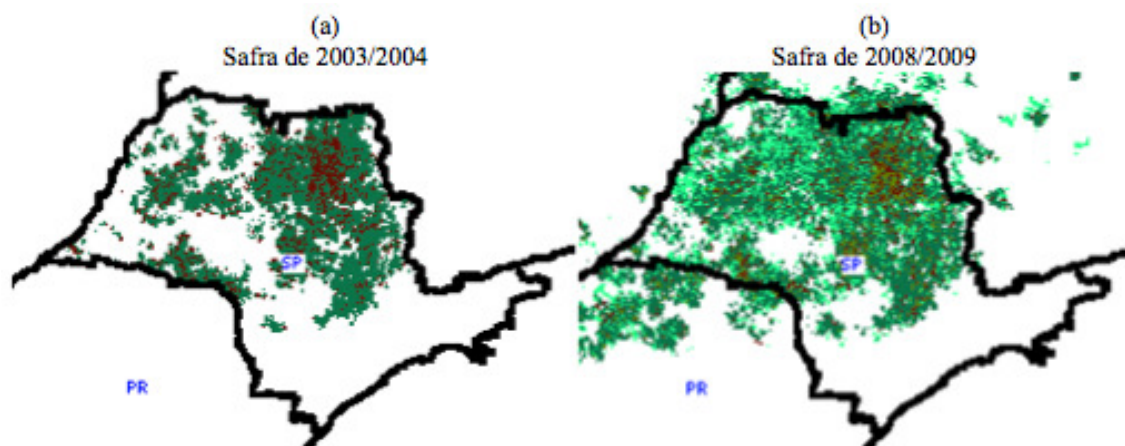 (a)
Safra de 2003/2004
(b)
Safra de 2008/2009
SP
PR
SP
PR